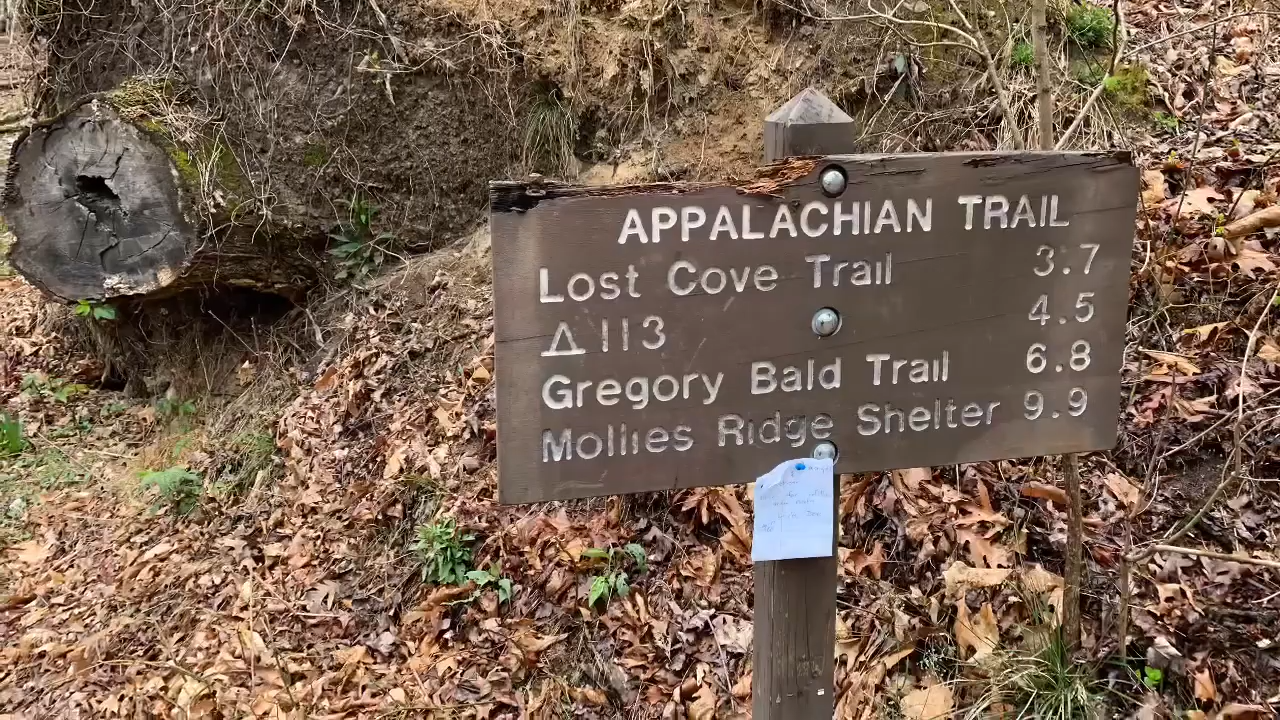 APPALACHIAN TRAIL
Lost Cove Trail 3.7
Δ 113 4.5
Gregory Bald Trail 6.8
Mollies Ridge Shelter 9.9